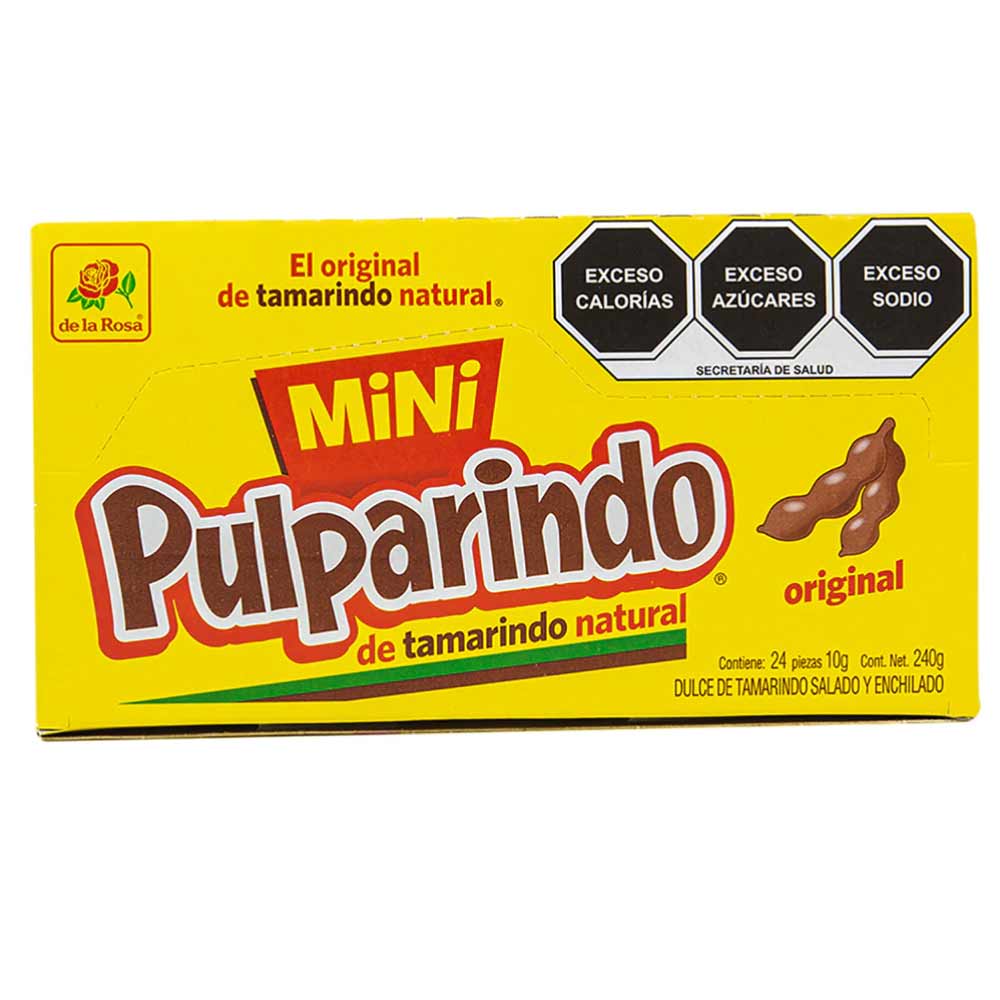 de la Rosa®
El original
de tamarindo natural®
EXCESO
CALORÍAS
EXCESO
AZÚCARES
EXCESO
SODIO
SECRETARÍA DE SALUD
MiNi
Pulparindo®
de tamarindo natural
original
Contiene: 24 piezas 10g Cont. Net. 240g
DULCE DE TAMARINDO SALADO Y ENCHILADO